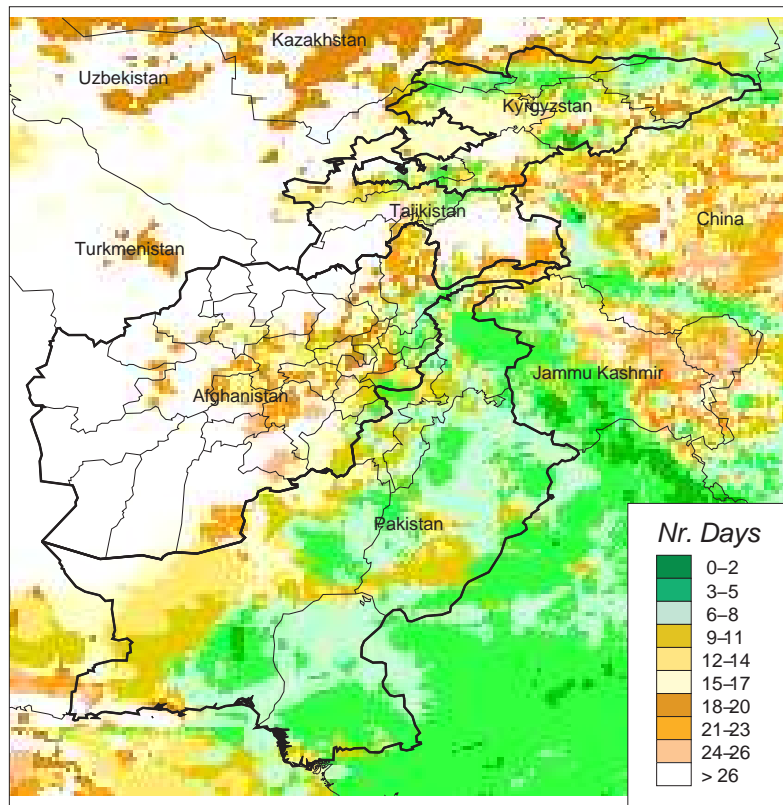 Kazakhstan
Uzbekistan
Kyrgyzstan
Tajikistan
China
Turkmenistan
Jammu Kashmir
Afghanistan
Pakistan
Nr. Days
0–2
3–5
6–8
9–11
12–14
15–17
18–20
21–23
24–26
> 26